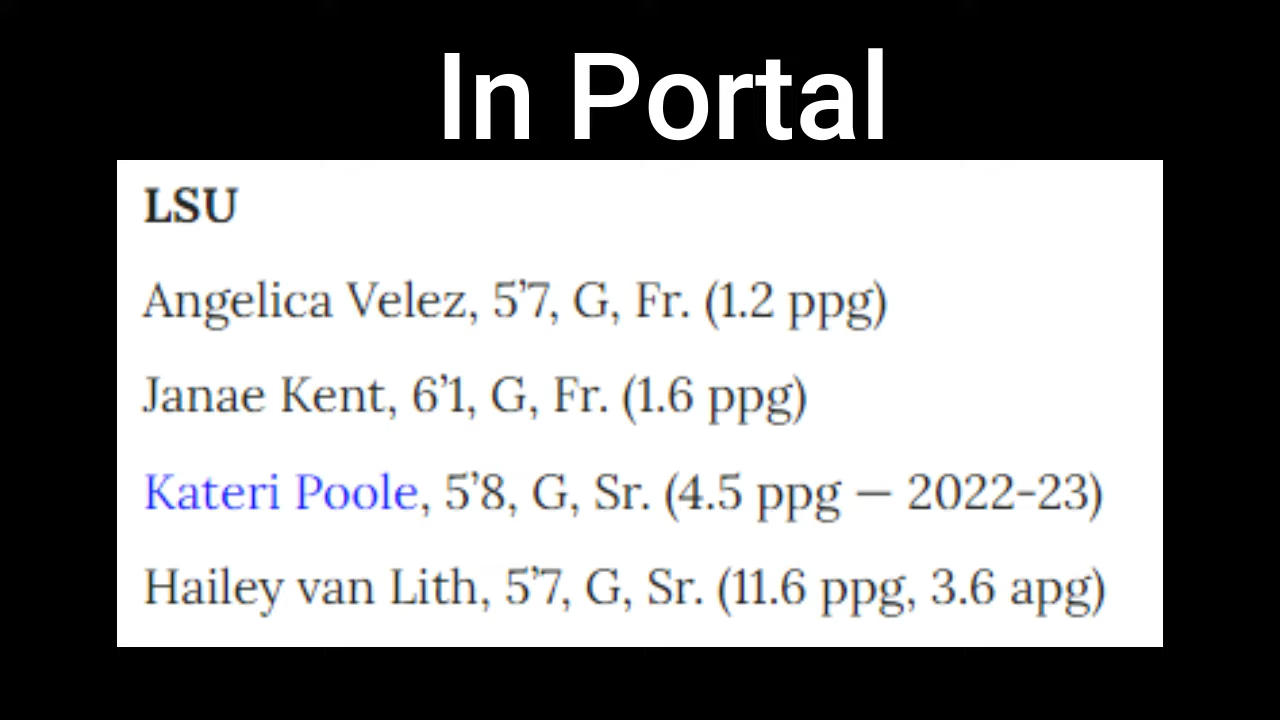 In Portal
LSU
Angelica Velez, 5’7, G, Fr. (1.2 ppg)
Janae Kent, 6’1, G, Fr. (1.6 ppg)
Kateri Poole, 5’8, G, Sr. (4.5 ppg — 2022-23)
Hailey van Lith, 5’7, G, Sr. (11.6 ppg, 3.6 apg)